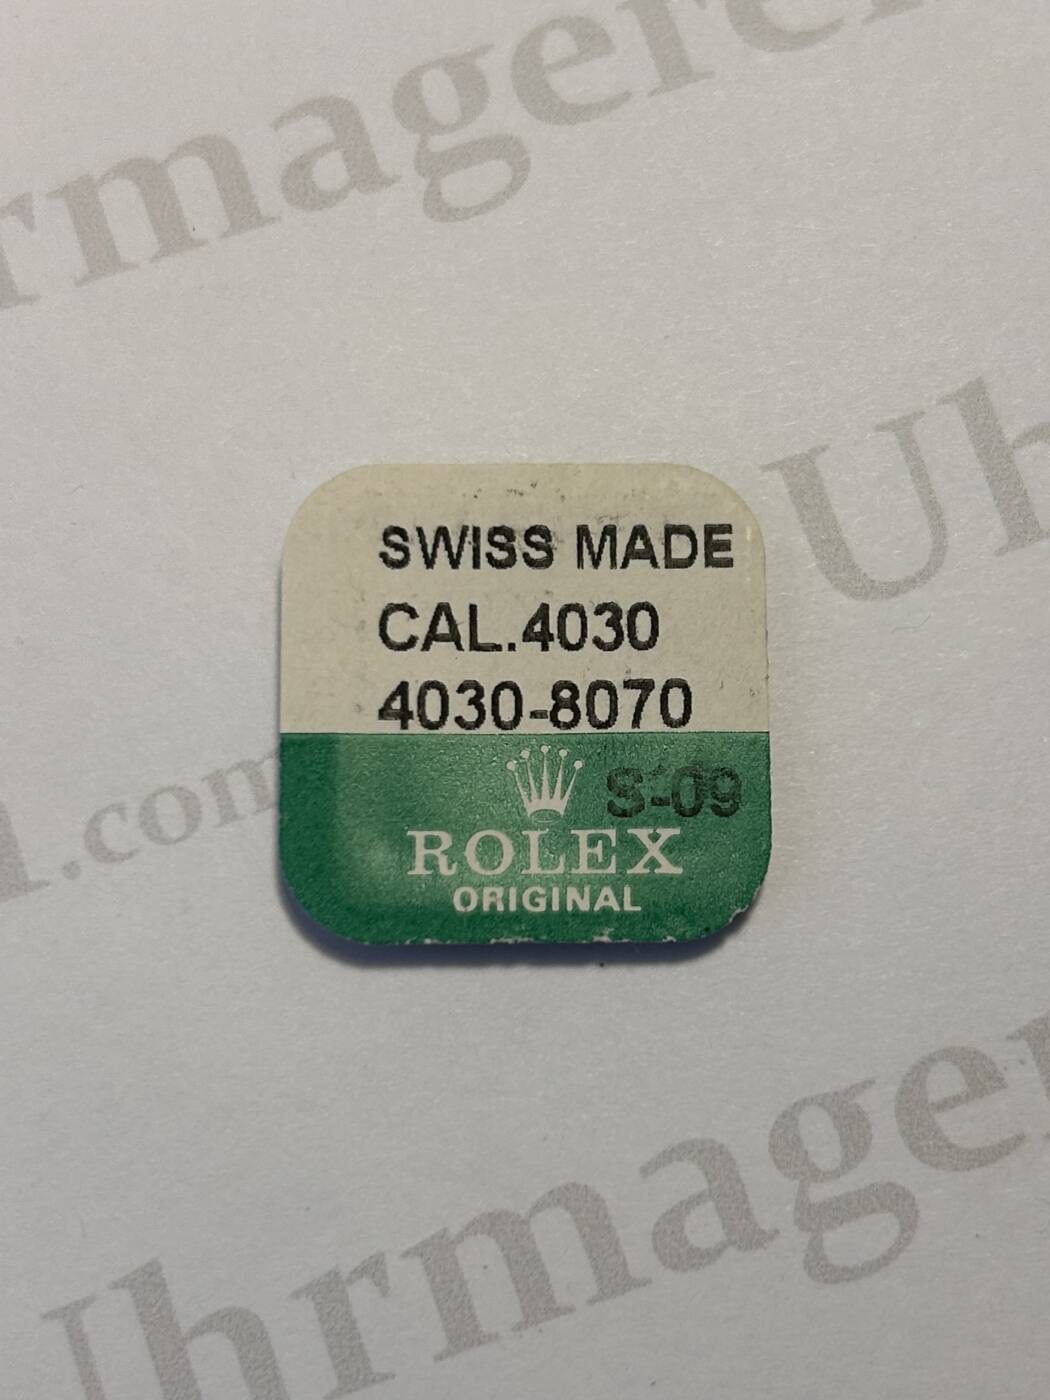 SWISS MADE
CAL.4030
4030-8070
S-09
ROLEX
ORIGINAL